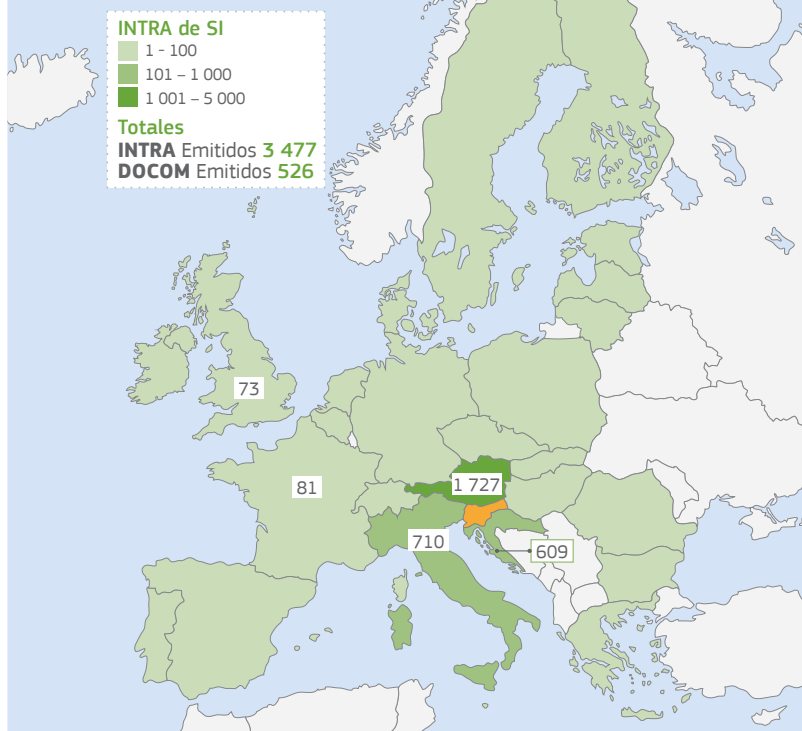 INTRA de SI
1 - 100
101 – 1 000
1 001 – 5 000
Totales
INTRA Emitidos 3 477
DOCOM Emitidos 526
73
81
1 727
710
609